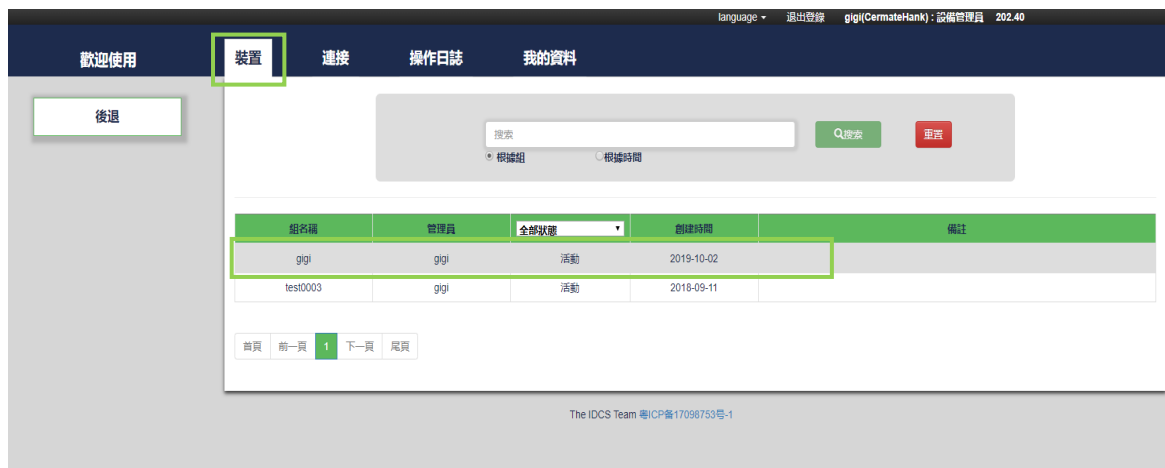 language 退出登錄 gigi(CermateHank) : 設備管理員 202.40
歡迎使用 裝置 連接 操作日誌 我的資料
後退
搜索 搜索 重置
根據組 根據時間
組名稱 管理員 全部狀態 創建時間 備註
gigi gigi 活動 2019-10-02
test0003 gigi 活動 2018-09-11
首頁 前一頁 1 下一頁 尾頁
The IDCS Team 粵ICP备17098753号-1